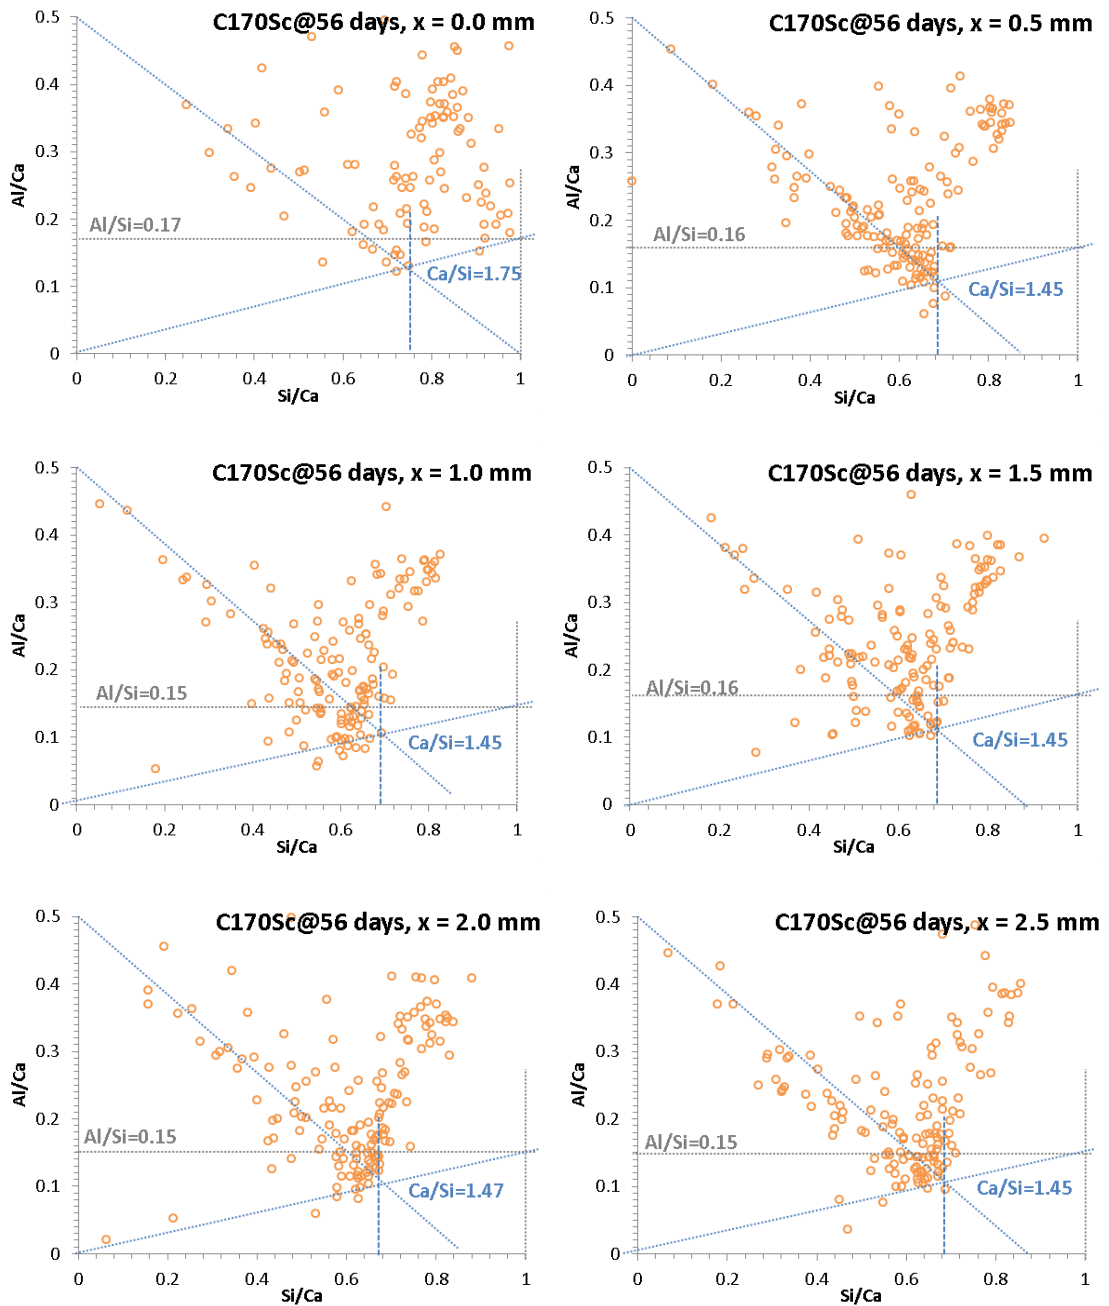 C170Sc@56 days, x = 0.0 mm
0.5
0.4
0.3
0.2
0.1
0
Al/Ca
Al/Si=0.17
Ca/Si=1.75
0 0.2 0.4 0.6 0.8 1
Si/Ca
C170Sc@56 days, x = 0.5 mm
0.5
0.4
0.3
0.2
0.1
0
Al/Ca
Al/Si=0.16
Ca/Si=1.45
0 0.2 0.4 0.6 0.8 1
Si/Ca
C170Sc@56 days, x = 1.0 mm
0.5
0.4
0.3
0.2
0.1
0
Al/Ca
Al/Si=0.15
Ca/Si=1.45
0 0.2 0.4 0.6 0.8 1
Si/Ca
C170Sc@56 days, x = 1.5 mm
0.5
0.4
0.3
0.2
0.1
0
Al/Ca
Al/Si=0.16
Ca/Si=1.45
0 0.2 0.4 0.6 0.8 1
Si/Ca
C170Sc@56 days, x = 2.0 mm
0.5
0.4
0.3
0.2
0.1
0
Al/Ca
Al/Si=0.15
Ca/Si=1.47
0 0.2 0.4 0.6 0.8 1
Si/Ca
C170Sc@56 days, x = 2.5 mm
0.5
0.4
0.3
0.2
0.1
0
Al/Ca
Al/Si=0.15
Ca/Si=1.45
0 0.2 0.4 0.6 0.8 1
Si/Ca